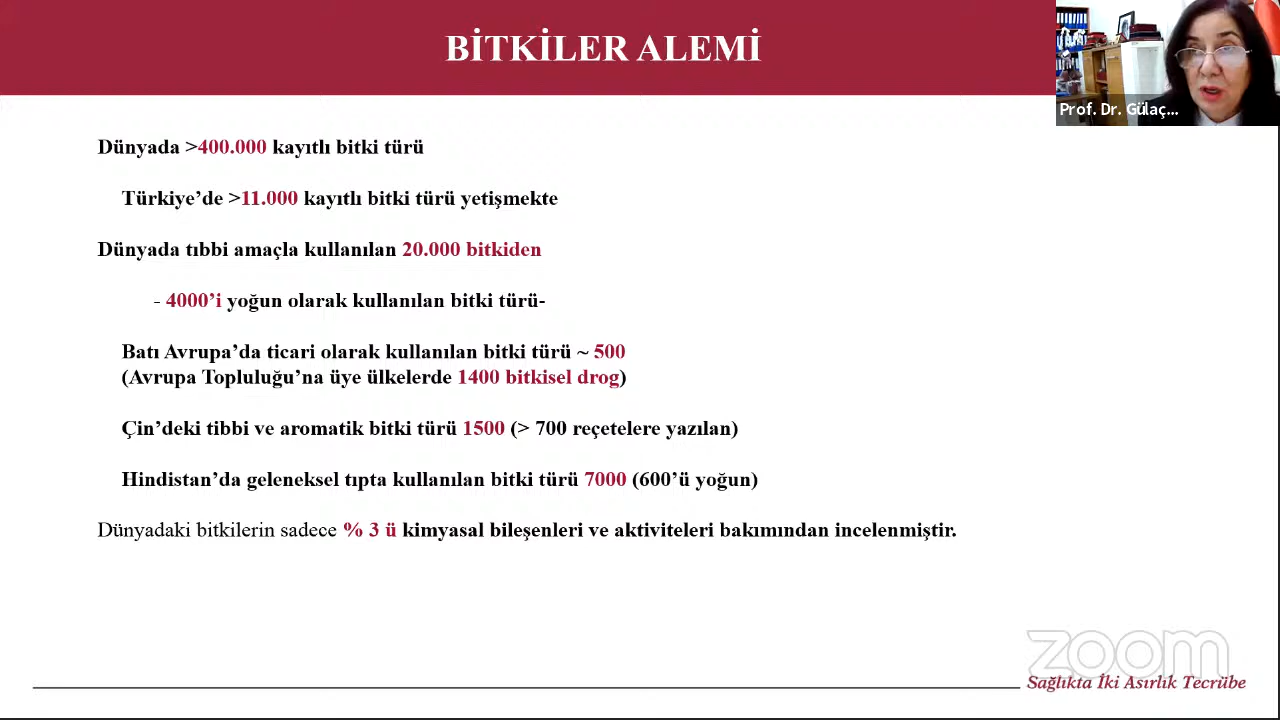 BİTKİLER ALEMİ
Prof. Dr. Gülaç...
Dünyada >400.000 kayıtlı bitki türü
Türkiye’de >11.000 kayıtlı bitki türü yetişmekte
Dünyada tıbbi amaçla kullanılan 20.000 bitkiden
- 4000’i yoğun olarak kullanılan bitki türü-
Batı Avrupa’da ticari olarak kullanılan bitki türü ~ 500
(Avrupa Topluluğu’na üye ülkelerde 1400 bitkisel drog)
Çin’deki tibbi ve aromatik bitki türü 1500 (> 700 reçetelere yazılan)
Hindistan’da geleneksel tıpta kullanılan bitki türü 7000 (600’ü yoğun)
Dünyadaki bitkilerin sadece % 3 ü kimyasal bileşenleri ve aktiviteleri bakımından incelenmiştir.
zoom
Sağlıkta İki Asırlık Tecrübe